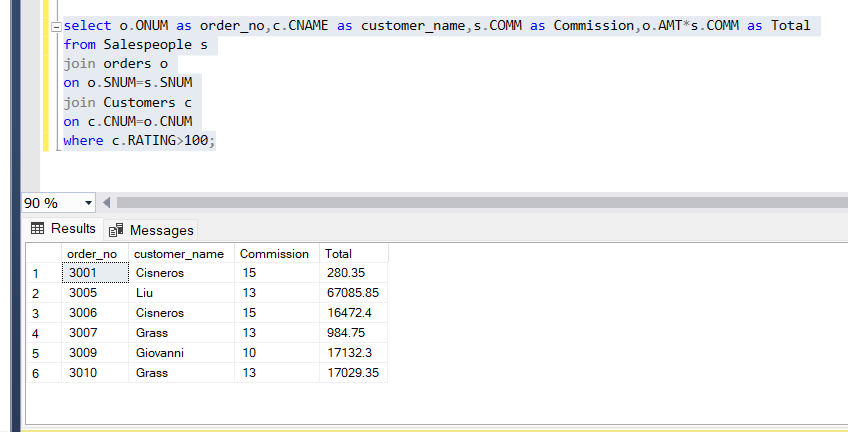 select o.ONUM as order_no,c.CNAME as customer_name,s.COMM as Commission,o.AMT*s.COMM as Total
from Salespeople s
join orders o
on o.SNUM=s.SNUM
join Customers c
on c.CNUM=o.CNUM
where c.RATING>100;
90 %
Results Messages
order_no customer_name Commission Total
1 3001 Cisneros 15 280.35
2 3005 Liu 13 67085.85
3 3006 Cisneros 15 16472.4
4 3007 Grass 13 984.75
5 3009 Giovanni 10 17132.3
6 3010 Grass 13 17029.35